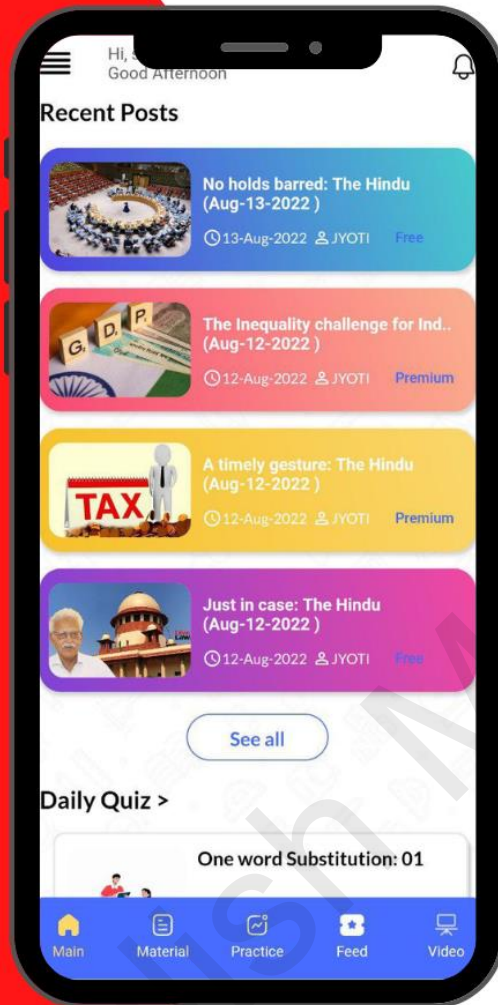 Hi,
Good Afternoon
Recent Posts
No holds barred: The Hindu
(Aug-13-2022 )
13-Aug-2022 JYOTI Free
G D P
The Inequality challenge for Ind..
(Aug-12-2022 )
12-Aug-2022 JYOTI Premium
TAX
A timely gesture: The Hindu
(Aug-12-2022 )
12-Aug-2022 JYOTI Premium
Just in case: The Hindu
(Aug-12-2022 )
12-Aug-2022 JYOTI Free
See all
Daily Quiz >
One word Substitution: 01
Main Material Practice Feed Video